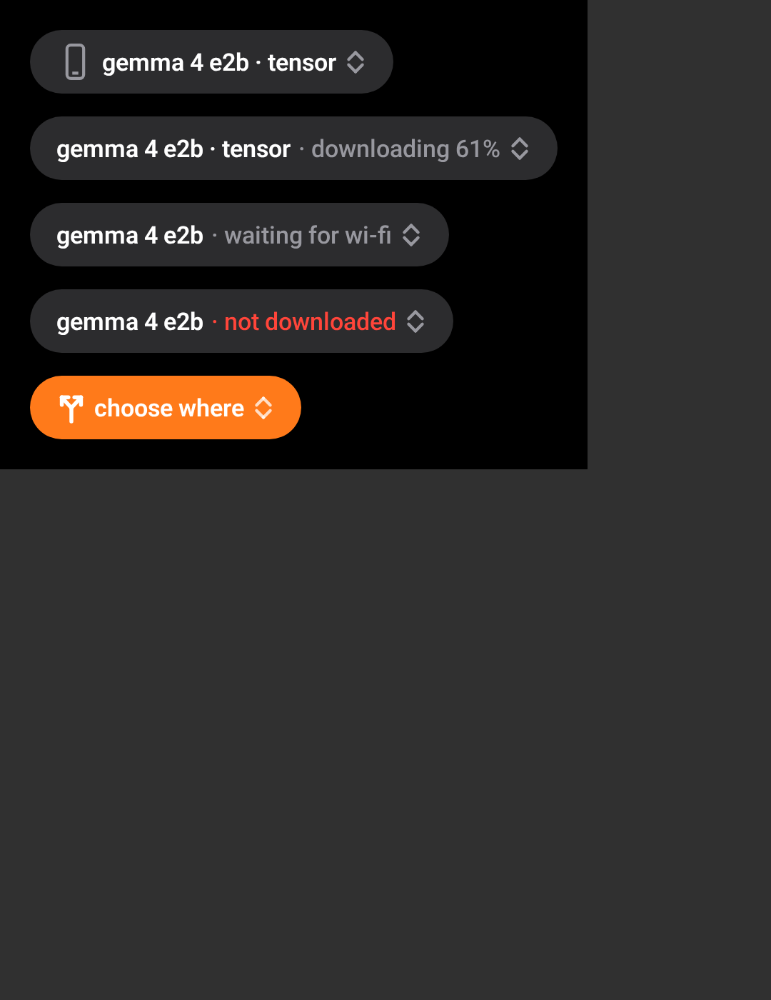 gemma 4 e2b · tensor
gemma 4 e2b · tensor · downloading 61%
gemma 4 e2b · waiting for wi-fi
gemma 4 e2b · not downloaded
choose where